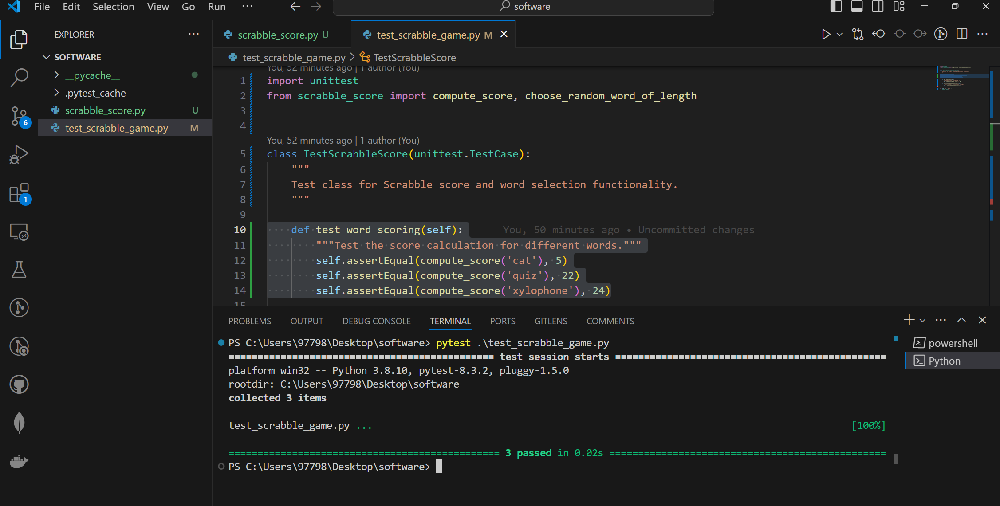 File Edit Selection View Go Run ··· software
EXPLORER ···
SOFTWARE
__pycache__
.pytest_cache
scrabble_score.py U
test_scrabble_game.py M
6
1
scrabble_score.py U test_scrabble_game.py M
test_scrabble_game.py > TestScrabbleScore
You, 52 minutes ago | 1 author (You)
1 import unittest
2 from scrabble_score import compute_score, choose_random_word_of_length
3
4
You, 52 minutes ago | 1 author (You)
5 class TestScrabbleScore(unittest.TestCase):
6 """
7 Test class for Scrabble score and word selection functionality.
8 """
9
10 def test_word_scoring(self): You, 50 minutes ago • Uncommitted changes
11 """Test the score calculation for different words."""
12 self.assertEqual(compute_score('cat'), 5)
13 self.assertEqual(compute_score('quiz'), 22)
14 self.assertEqual(compute_score('xylophone'), 24)
15
PROBLEMS OUTPUT DEBUG CONSOLE TERMINAL PORTS GITLENS COMMENTS
PS C:\Users\97798\Desktop\software> pytest .\test_scrabble_game.py
============================================== test session starts ===============================================
platform win32 -- Python 3.8.10, pytest-8.3.2, pluggy-1.5.0
rootdir: C:\Users\97798\Desktop\software
collected 3 items
test_scrabble_game.py ... [100%]
=============================================== 3 passed in 0.02s ================================================
PS C:\Users\97798\Desktop\software>
powershell
Python